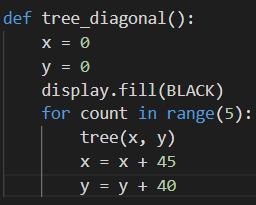 def tree_diagonal():
    x = 0
    y = 0
    display.fill(BLACK)
    for count in range(5):
        tree(x, y)
        x = x + 45
        y = y + 40